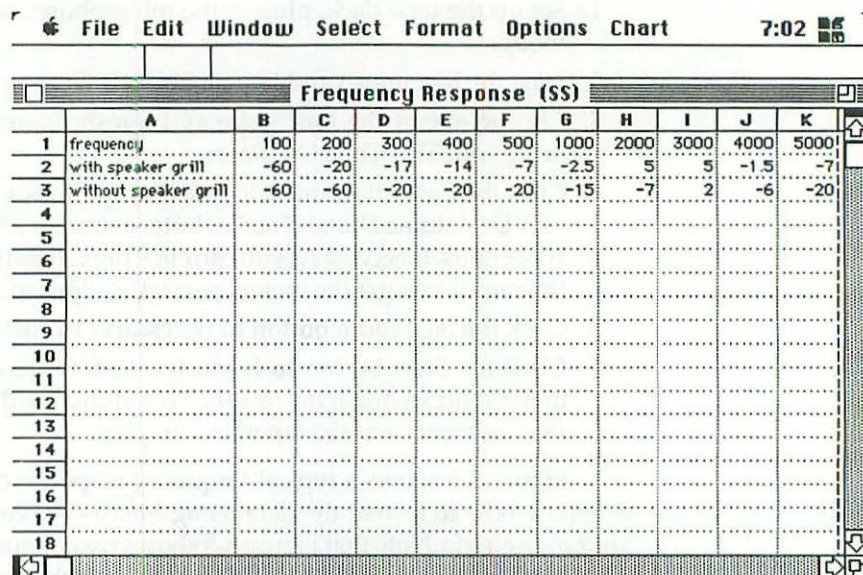 File Edit Window Select Format Options Chart 7:02
Frequency Response (SS)
A B C D E F G H I J K
1 frequency 100 200 300 400 500 1000 2000 3000 4000 5000
2 with speaker grill -60 -20 -17 -14 -7 -2.5 5 5 -1.5 -7
3 without speaker grill -60 -60 -20 -20 -20 -15 -7 2 -6 -20
4
5
6
7
8
9
10
11
12
13
14
15
16
17
18